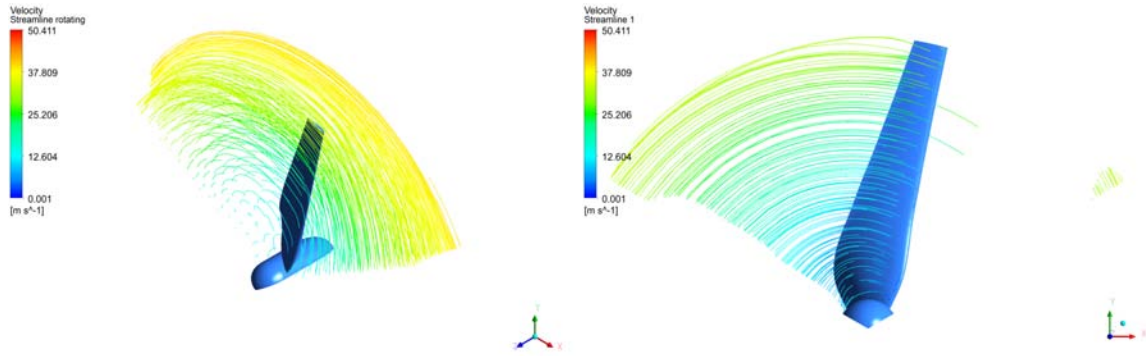 Velocity
Streamline rotating
50.411
37.809
25.206
12.604
0.001
[m s^-1]
Y
Z
X
Velocity
Streamline 1
50.411
37.809
25.206
12.604
0.001
[m s^-1]
Y
X